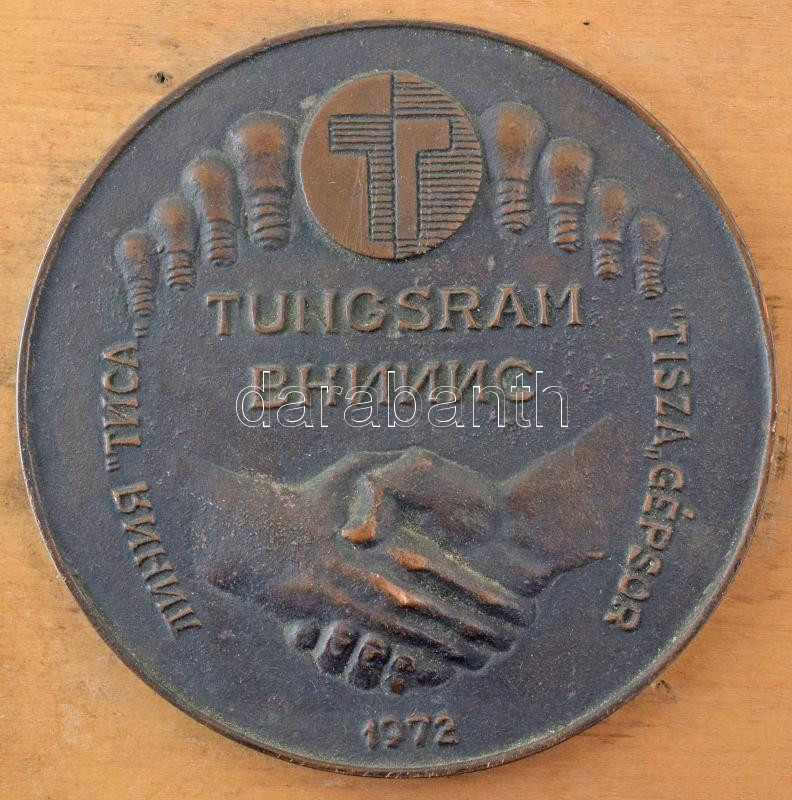 T
TUNGSRAM
ВНИИИС
ЛИНИЯ "ТИСА„
"TISZA„ GÉPSOR
1972
darabanth